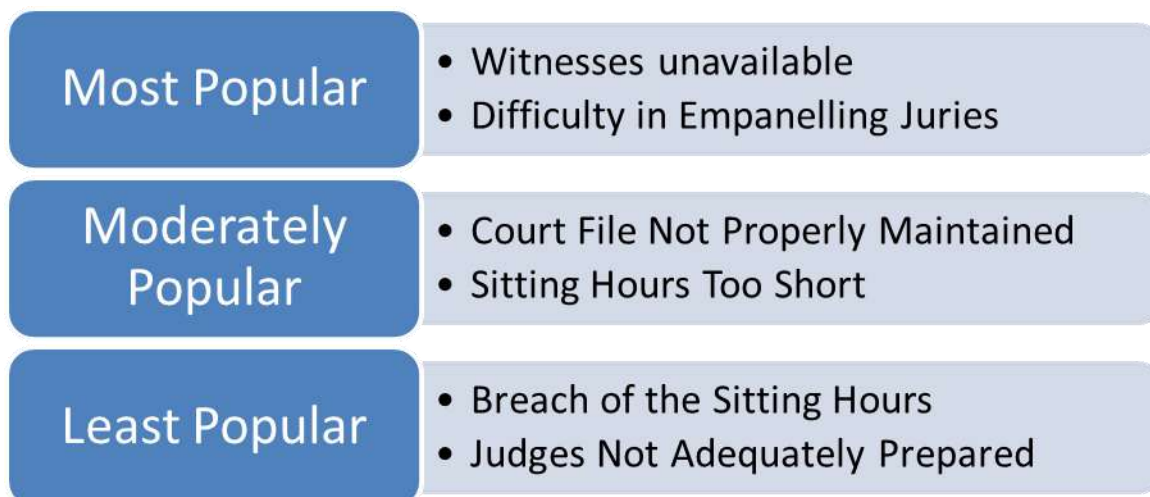 Most Popular
• Witnesses unavailable
• Difficulty in Empanelling Juries
Moderately
Popular
• Court File Not Properly Maintained
• Sitting Hours Too Short
Least Popular
• Breach of the Sitting Hours
• Judges Not Adequately Prepared